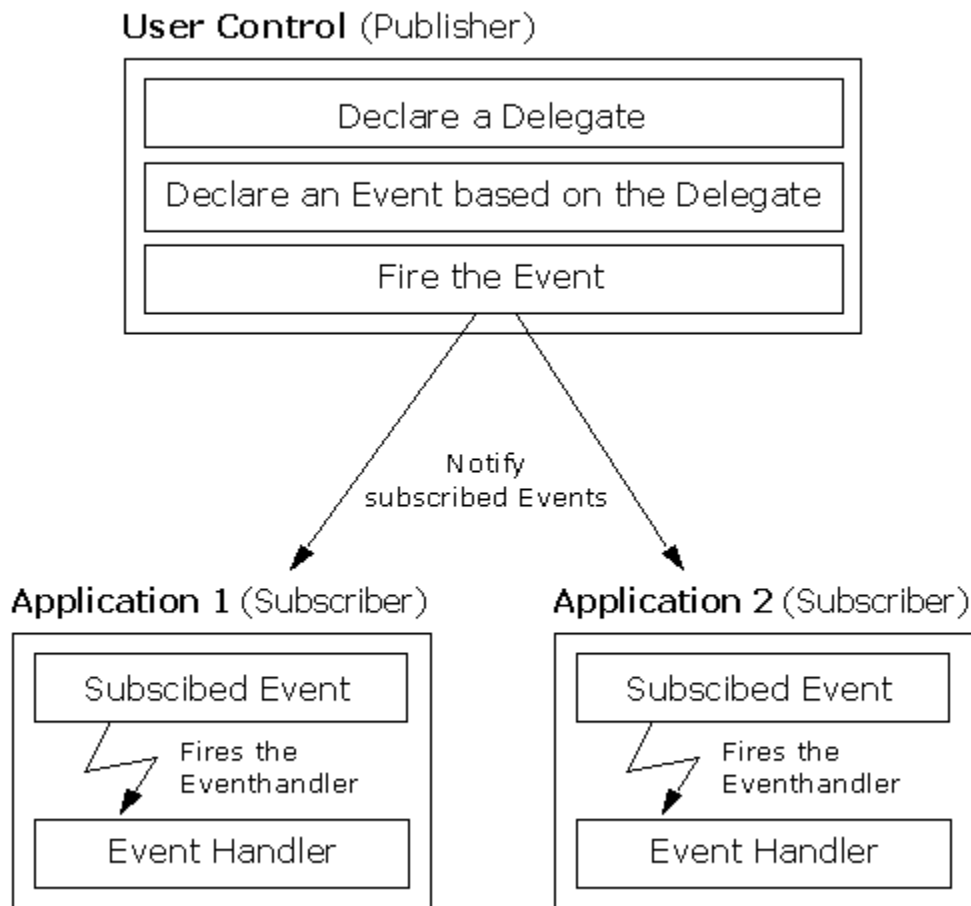 User Control (Publisher)
Declare a Delegate
Declare an Event based on the Delegate
Fire the Event
Notify
subscribed Events
Application 1 (Subscriber)
Subscibed Event
Fires the
Eventhandler
Event Handler
Application 2 (Subscriber)
Subscibed Event
Fires the
Eventhandler
Event Handler